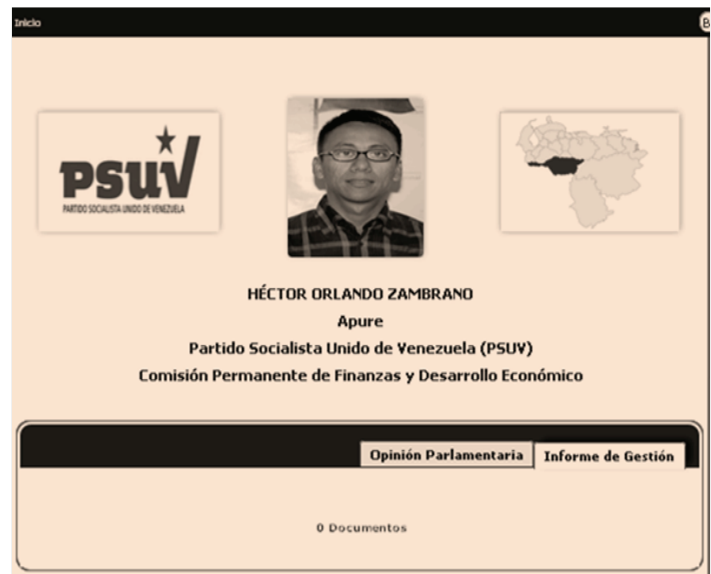 Inicio
PSUV
PARTIDO SOCIALISTA UNIDO DE VENEZUELA
HÉCTOR ORLANDO ZAMBRANO
Apure
Partido Socialista Unido de Venezuela (PSUV)
Comisión Permanente de Finanzas y Desarrollo Económico
Opinión Parlamentaria
Informe de Gestión
0 Documentos